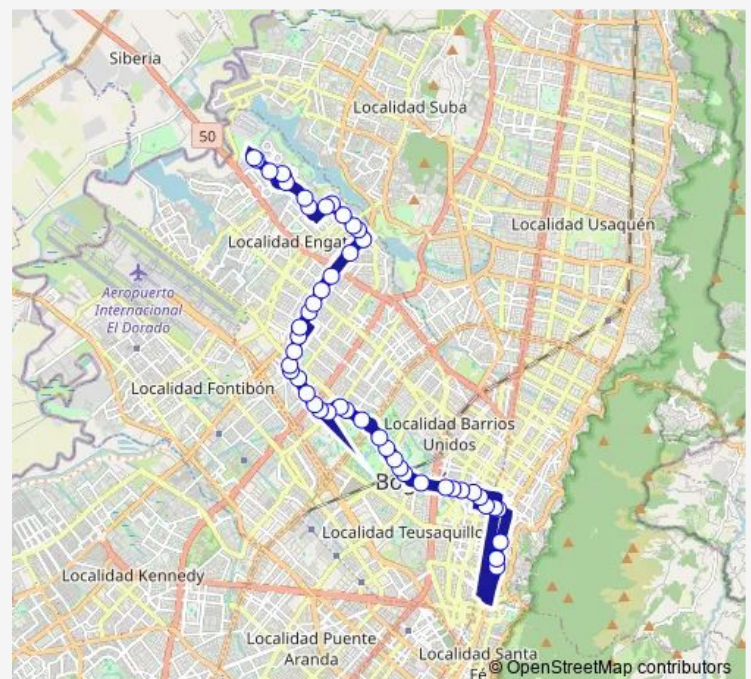 Siberia
Localidad Suba
50
Localidad Usaquén
Localidad Engat
Aeropuerto
Internacional
El Dorado
Localidad Fontibón
Localidad Barrios
Unidos
Localidad Teusaquillo
Localidad Kennedy
Localidad Puente
Aranda
Localidad Santa
Fé
© OpenStreetMap contributors